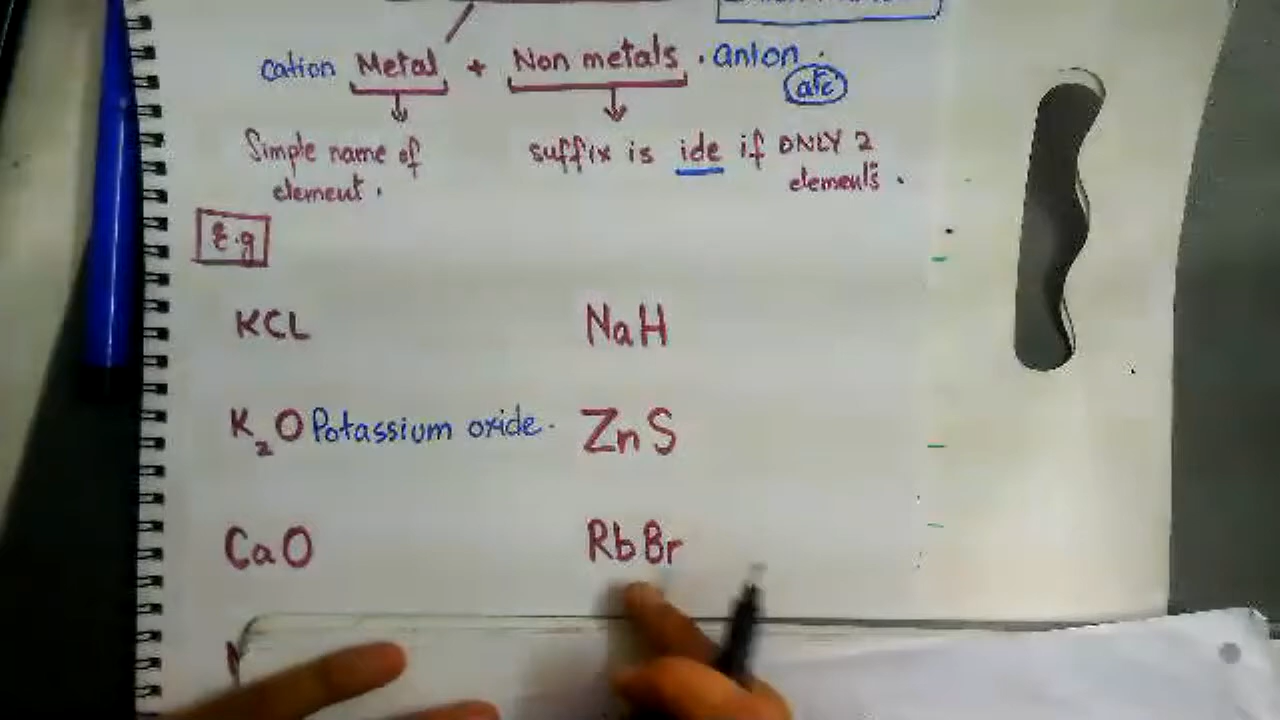 cation Metal + Non metals . anion .
ate
Simple name of
element .
suffix is ide if ONLY 2
elements .
E.g
KCL
NaH
K₂O Potassium oxide.
ZnS
CaO
RbBr